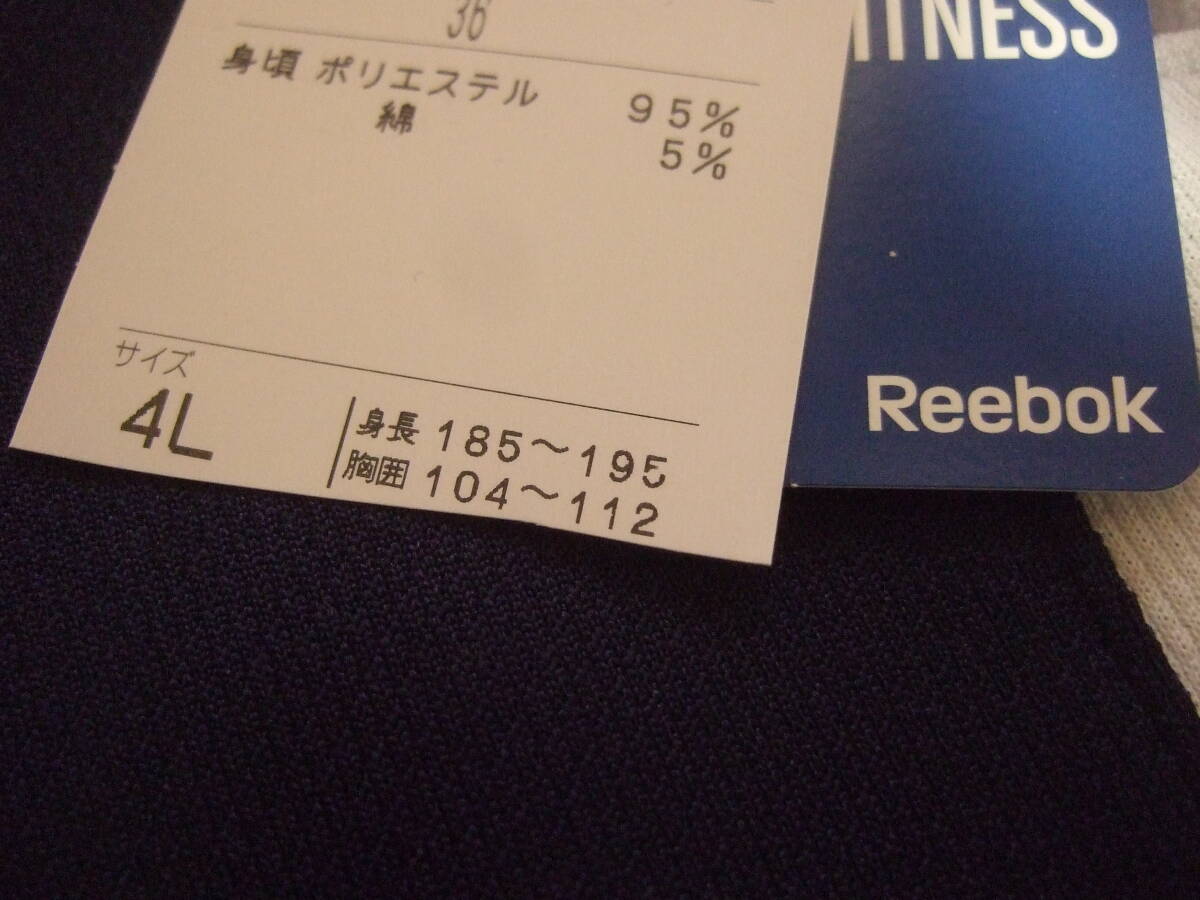 36
身頃 ポリエステル 95%
綿 5%
サイズ
4L
身長 185～195
胸囲 104～112
ITNESS
Reebok